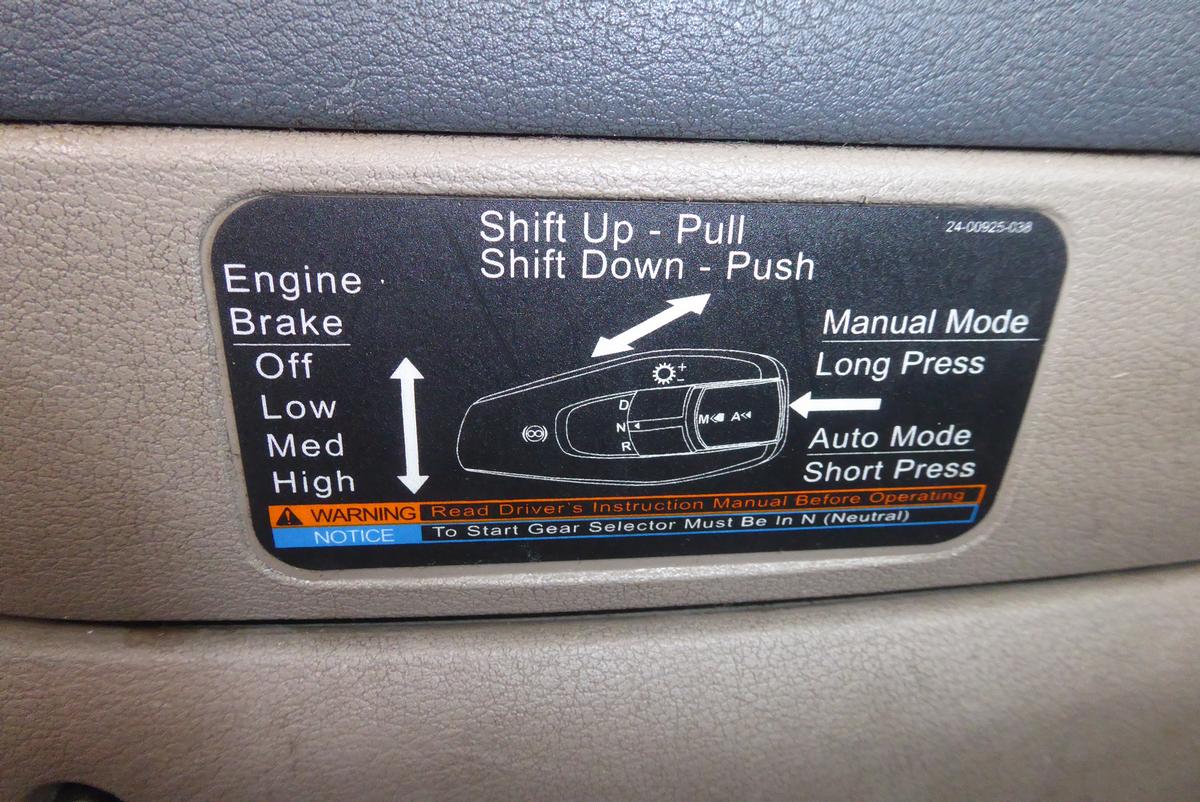 Shift Up - Pull
Shift Down - Push
24-00925-038
Engine
Brake
Off
Low
Med
High
Manual Mode
Long Press
Auto Mode
Short Press
+
-
D
N
R
M
A
WARNING Read Driver's Instruction Manual Before Operating
NOTICE To Start Gear Selector Must Be In N (Neutral)